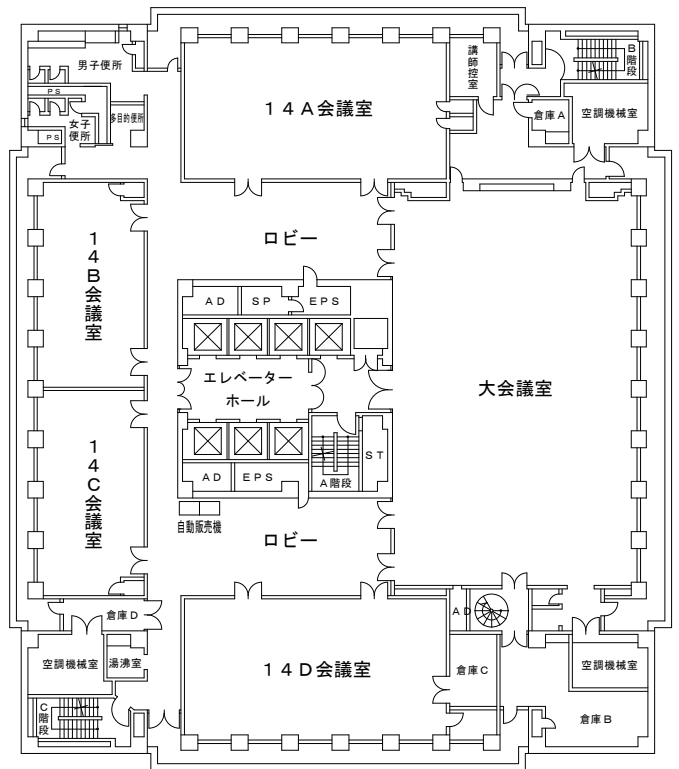 男子便所
PS
女子
便所
多目的便所
PS
14A会議室
講師控室
B階段
倉庫A
空調機械室
14B会議室
ロビー
AD
SP
EPS
エレベーター
ホール
大会議室
14C会議室
AD
EPS
A階段
ST
自動販売機
ロビー
倉庫D
空調機械室
湯沸室
C階段
14D会議室
AD
倉庫C
空調機械室
倉庫B